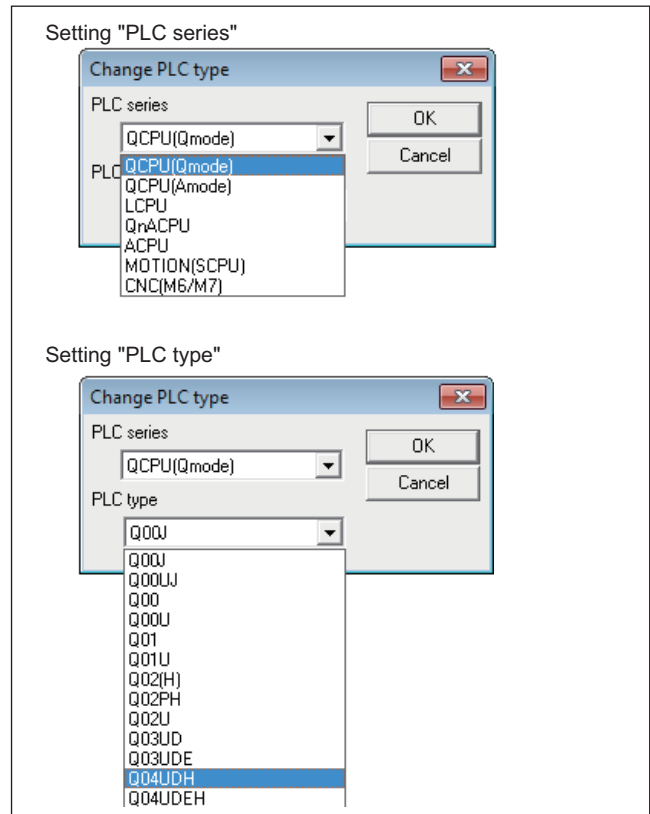 Setting "PLC series"
Change PLC type
PLC series
OK
QCPU(Qmode)
Cancel
QCPU(Qmode)
QCPU(Amode)
LCPU
QnACPU
ACPU
MOTION(SCPU)
CNC(M6/M7)
Setting "PLC type"
Change PLC type
PLC series
OK
QCPU(Qmode)
Cancel
PLC type
Q00J
Q00J
Q00UJ
Q00
Q00U
Q01
Q01U
Q02(H)
Q02PH
Q02U
Q03UD
Q03UDE
Q04UDH
Q04UDEH